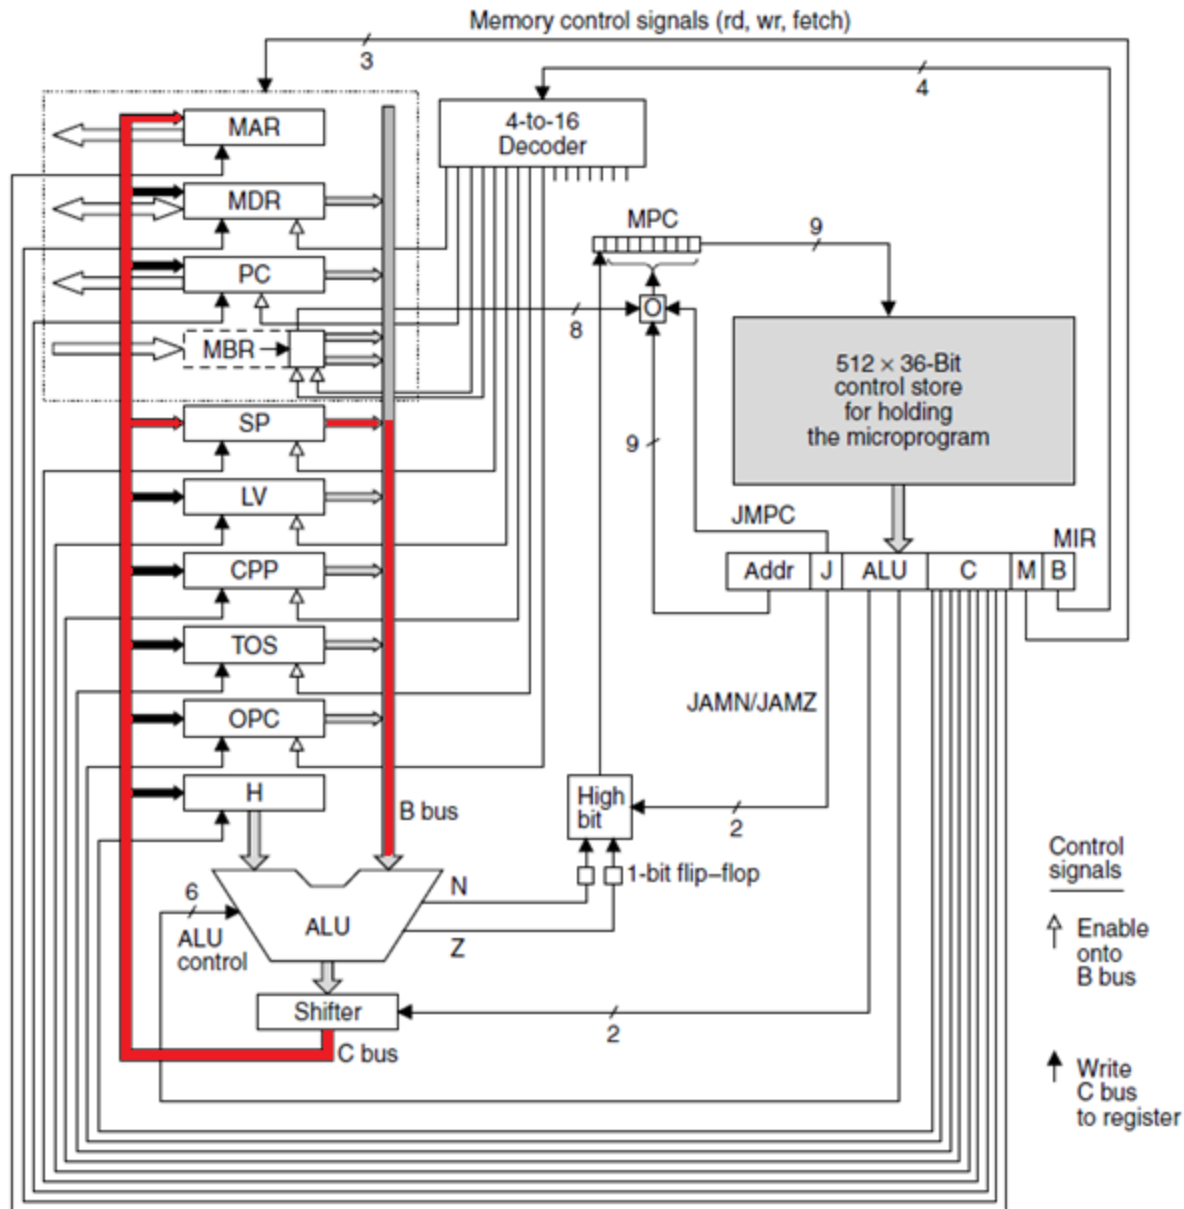 Memory control signals (rd, wr, fetch)
3
4
MAR
4-to-16
Decoder
MDR
MPC
9
PC
8
O
MBR
512 × 36-Bit
control store
for holding
the microprogram
SP
9
LV
JMPC
MIR
CPP
Addr
J
ALU
C
M
B
TOS
JAMN/JAMZ
OPC
H
B bus
High
bit
2
Control
signals
6
N
1-bit flip–flop
ALU
control
ALU
Z
Enable
onto
B bus
Shifter
2
C bus
Write
C bus
to register